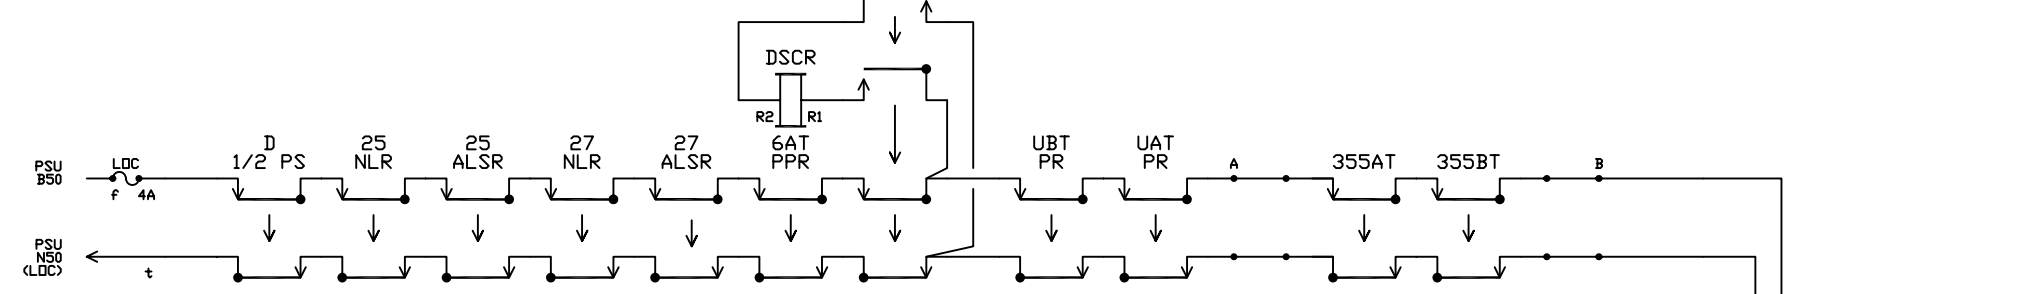 DSCR
R2 R1
D 25 25 27 27 6AT UBT UAT
1/2 PS NLR ALSR NLR ALSR PPR PR PR 355AT 355BT
PSU LOC A B
B50
f 4A
PSU
N50
(LOC) t